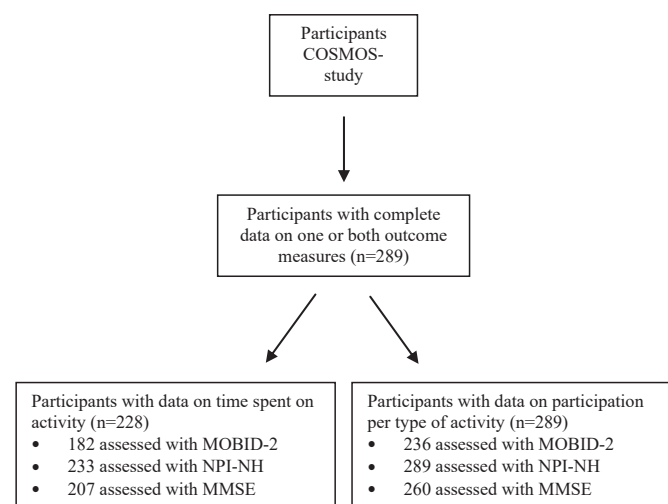 Participants
COSMOS-
study
Participants with complete
data on one or both outcome
measures (n=289)
Participants with data on time spent on
activity (n=228)
• 182 assessed with MOBID-2
• 233 assessed with NPI-NH
• 207 assessed with MMSE
Participants with data on participation
per type of activity (n=289)
• 236 assessed with MOBID-2
• 289 assessed with NPI-NH
• 260 assessed with MMSE